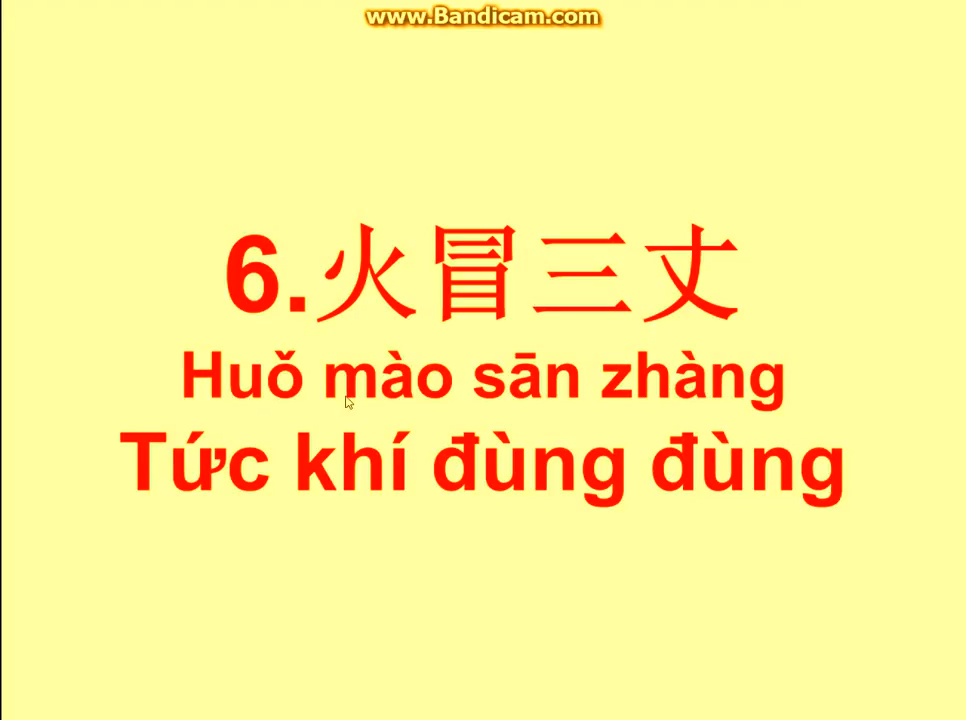 www.Bandicam.com
6.火冒三丈
Huǒ mào sān zhàng
Tức khí đùng đùng